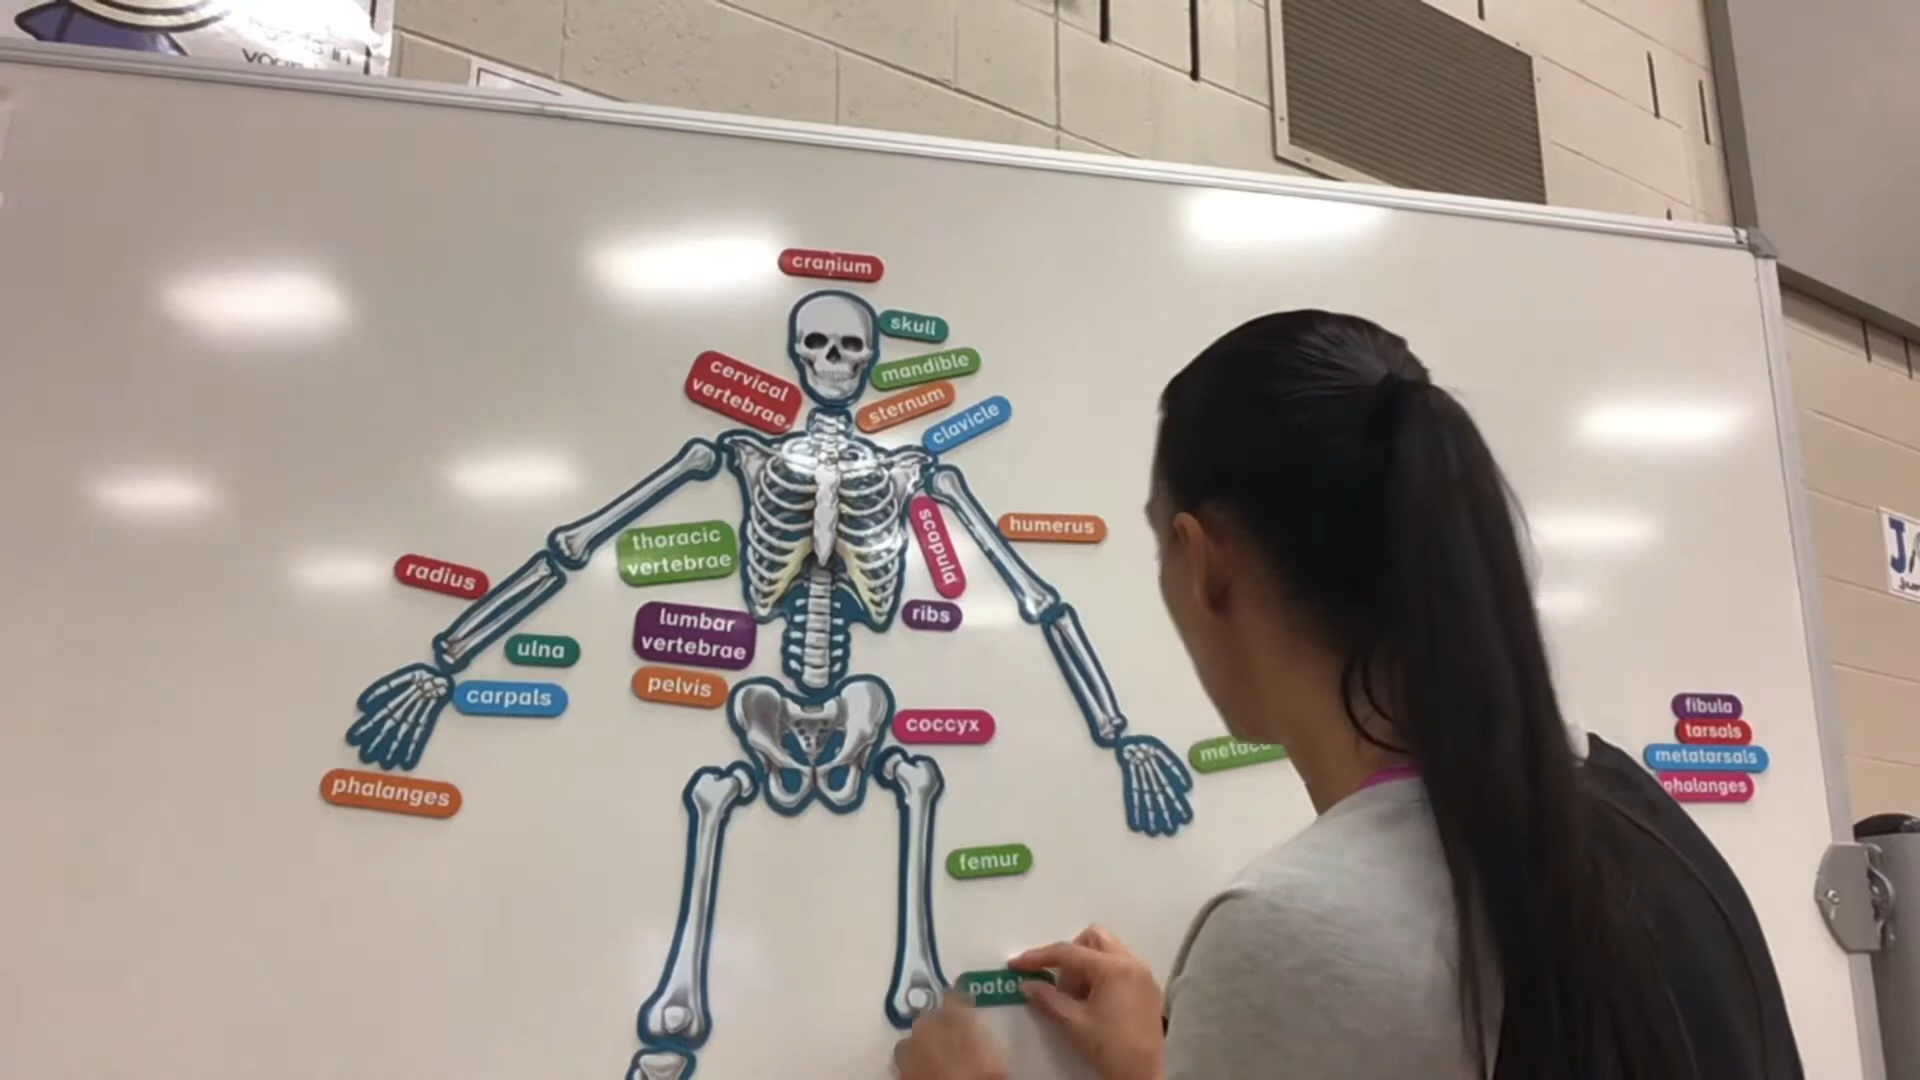 cranium
skull
mandible
cervical
vertebrae
sternum
clavicle
humerus
scapula
thoracic
vertebrae
radius
ribs
lumbar
vertebrae
ulna
pelvis
carpals
coccyx
phalanges
femur
fibula
tarsals
metatarsals
phalanges